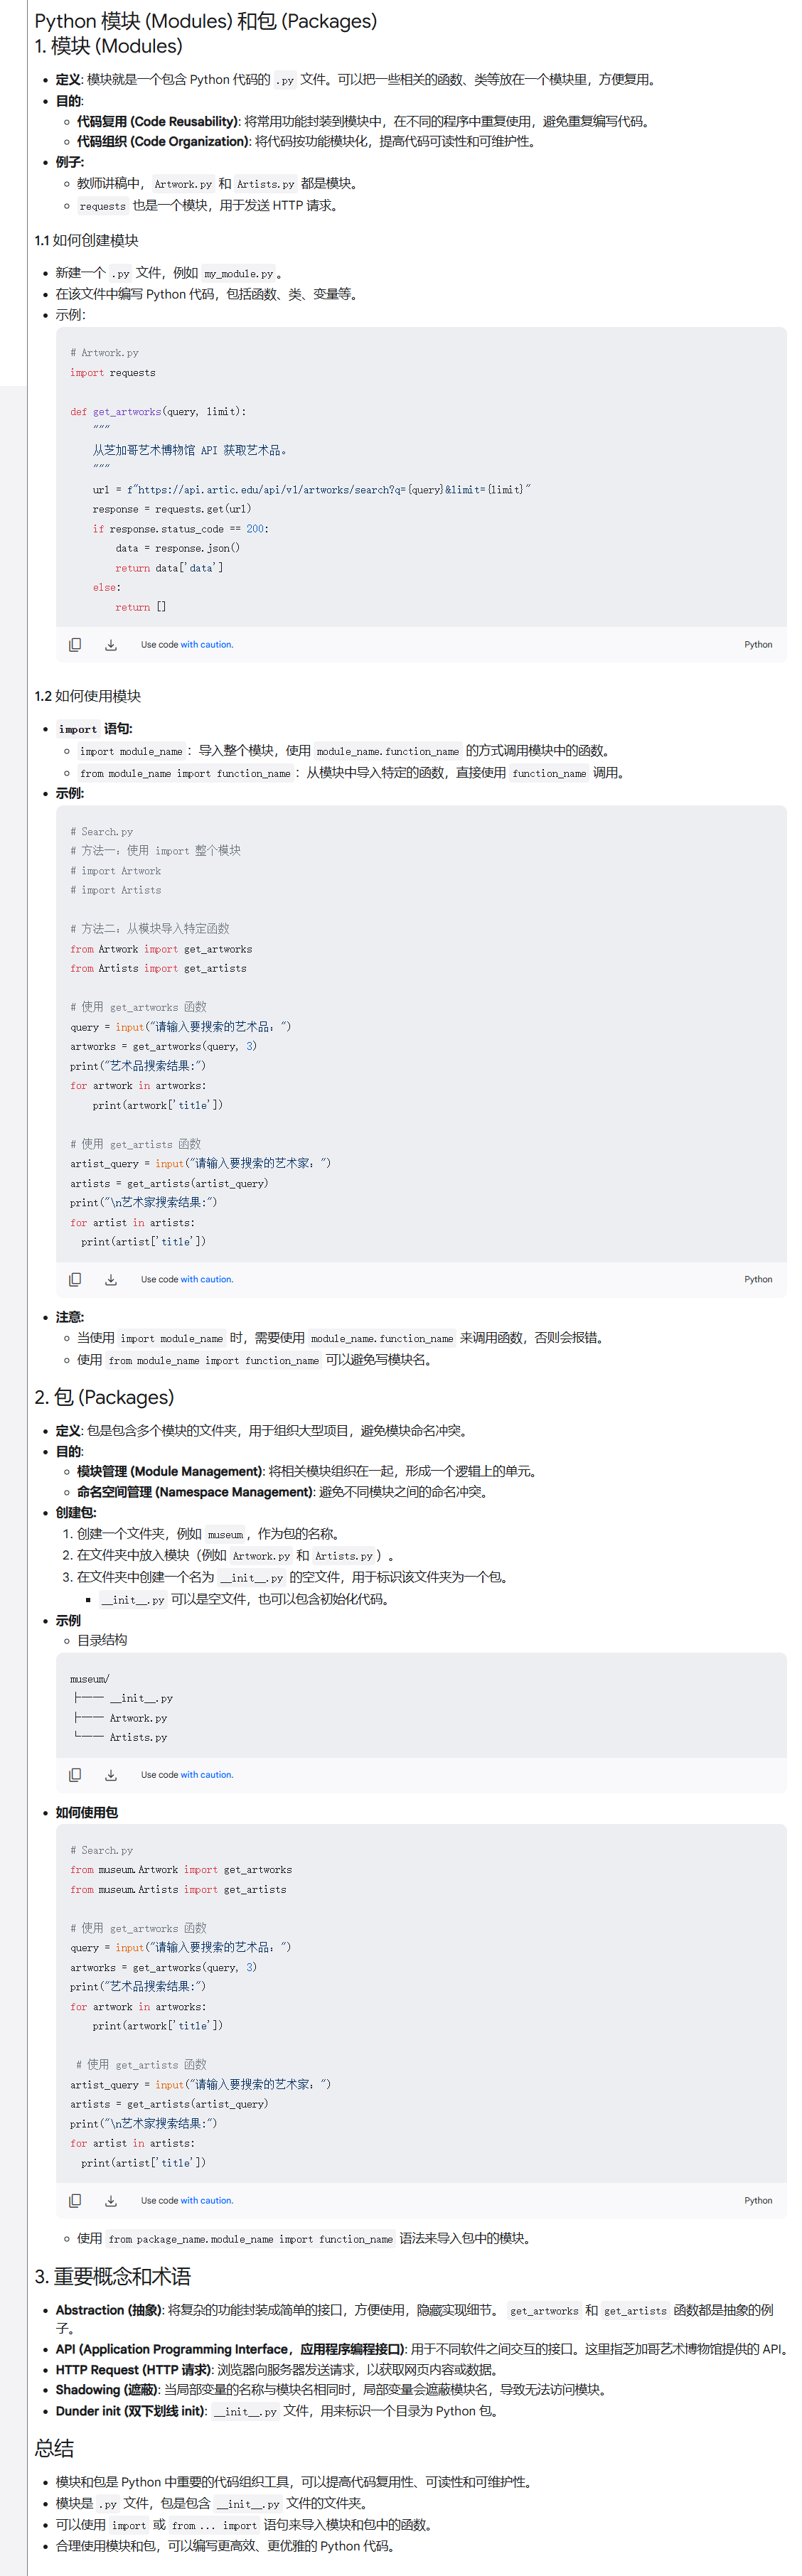 Python 模块 (Modules) 和包 (Packages)
1. 模块 (Modules)
定义: 模块就是一个包含 Python 代码的 .py 文件。可以把一些相关的函数、类等放在一个模块里，方便复用。
目的:
代码复用 (Code Reusability): 将常用功能封装到模块中，在不同的程序中重复使用，避免重复编写代码。
代码组织 (Code Organization): 将代码按功能模块化，提高代码可读性和可维护性。
例子:
教师讲稿中， Artwork.py 和 Artists.py 都是模块。
requests 也是一个模块，用于发送 HTTP 请求。
1.1 如何创建模块
新建一个 .py 文件，例如 my_module.py 。
在该文件中编写 Python 代码，包括函数、类、变量等。
示例：
# Artwork.py
import requests
def get_artworks(query, limit):
    """
    从芝加哥艺术博物馆 API 获取艺术品。
    """
    url = f"https://api.artic.edu/api/v1/artworks/search?q={query}&limit={limit}"
    response = requests.get(url)
    if response.status_code == 200:
        data = response.json()
        return data['data']
    else:
        return []
Use code with caution. Python
1.2 如何使用模块
import 语句:
import module_name ：导入整个模块，使用 module_name.function_name 的方式调用模块中的函数。
from module_name import function_name ：从模块中导入特定的函数，直接使用 function_name 调用。
示例:
# Search.py
# 方法一：使用 import 整个模块
# import Artwork
# import Artists
# 方法二：从模块导入特定函数
from Artwork import get_artworks
from Artists import get_artists
# 使用 get_artworks 函数
query = input("请输入要搜索的艺术品：")
artworks = get_artworks(query, 3)
print("艺术品搜索结果:")
for artwork in artworks:
    print(artwork['title'])
# 使用 get_artists 函数
artist_query = input("请输入要搜索的艺术家：")
artists = get_artists(artist_query)
print("\n艺术家搜索结果:")
for artist in artists:
  print(artist['title'])
Use code with caution. Python
注意:
当使用 import module_name 时，需要使用 module_name.function_name 来调用函数，否则会报错。
使用 from module_name import function_name 可以避免写模块名。
2. 包 (Packages)
定义: 包是包含多个模块的文件夹，用于组织大型项目，避免模块命名冲突。
目的:
模块管理 (Module Management): 将相关模块组织在一起，形成一个逻辑上的单元。
命名空间管理 (Namespace Management): 避免不同模块之间的命名冲突。
创建包:
1. 创建一个文件夹，例如 museum ，作为包的名称。
2. 在文件夹中放入模块（例如 Artwork.py 和 Artists.py ）。
3. 在文件夹中创建一个名为 __init__.py 的空文件，用于标识该文件夹为一个包。
__init__.py 可以是空文件，也可以包含初始化代码。
示例
目录结构
museum/
├── __init__.py
├── Artwork.py
└── Artists.py
Use code with caution.
如何使用包
# Search.py
from museum.Artwork import get_artworks
from museum.Artists import get_artists
# 使用 get_artworks 函数
query = input("请输入要搜索的艺术品：")
artworks = get_artworks(query, 3)
print("艺术品搜索结果:")
for artwork in artworks:
    print(artwork['title'])
 # 使用 get_artists 函数
artist_query = input("请输入要搜索的艺术家：")
artists = get_artists(artist_query)
print("\n艺术家搜索结果:")
for artist in artists:
  print(artist['title'])
Use code with caution. Python
使用 from package_name.module_name import function_name 语法来导入包中的模块。
3. 重要概念和术语
Abstraction (抽象): 将复杂的功能封装成简单的接口，方便使用，隐藏实现细节。 get_artworks 和 get_artists 函数都是抽象的例
子。
API (Application Programming Interface，应用程序编程接口): 用于不同软件之间交互的接口。这里指芝加哥艺术博物馆提供的 API。
HTTP Request (HTTP 请求): 浏览器向服务器发送请求，以获取网页内容或数据。
Shadowing (遮蔽): 当局部变量的名称与模块名相同时，局部变量会遮蔽模块名，导致无法访问模块。
Dunder init (双下划线 init): __init__.py 文件，用来标识一个目录为 Python 包。
总结
模块和包是 Python 中重要的代码组织工具，可以提高代码复用性、可读性和可维护性。
模块是 .py 文件，包是包含 __init__.py 文件的文件夹。
可以使用 import 或 from ... import 语句来导入模块和包中的函数。
合理使用模块和包，可以编写更高效、更优雅的 Python 代码。